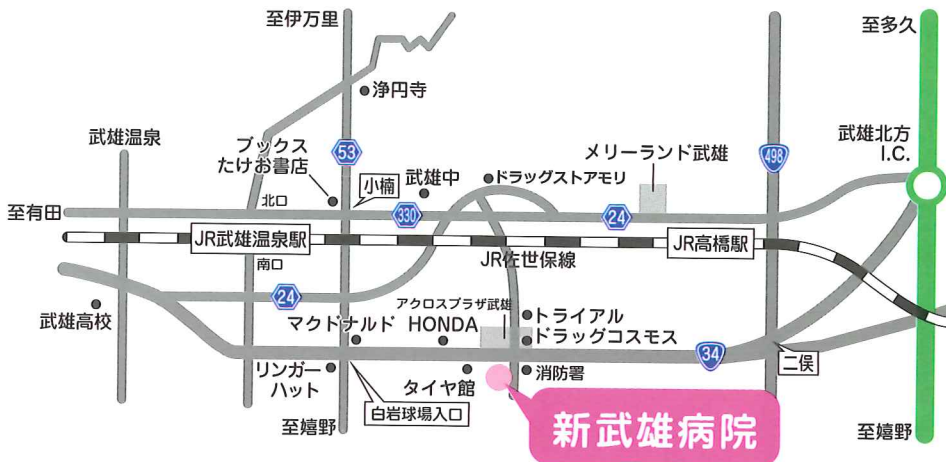 至伊万里
至多久
浄円寺
武雄温泉
ブックス
たけお書店
53
武雄中
小楠
ドラッグストアモリ
メリーランド武雄
498
武雄北方
I.C.
至有田
北口
330
24
JR武雄温泉駅
JR佐世保線
JR高橋駅
南口
24
武雄高校
アクロスプラザ武雄
マクドナルド
HONDA
トライアル
ドラッグコスモス
34
二俣
リンガー
ハット
タイヤ館
消防署
白岩球場入口
至嬉野
新武雄病院
至嬉野